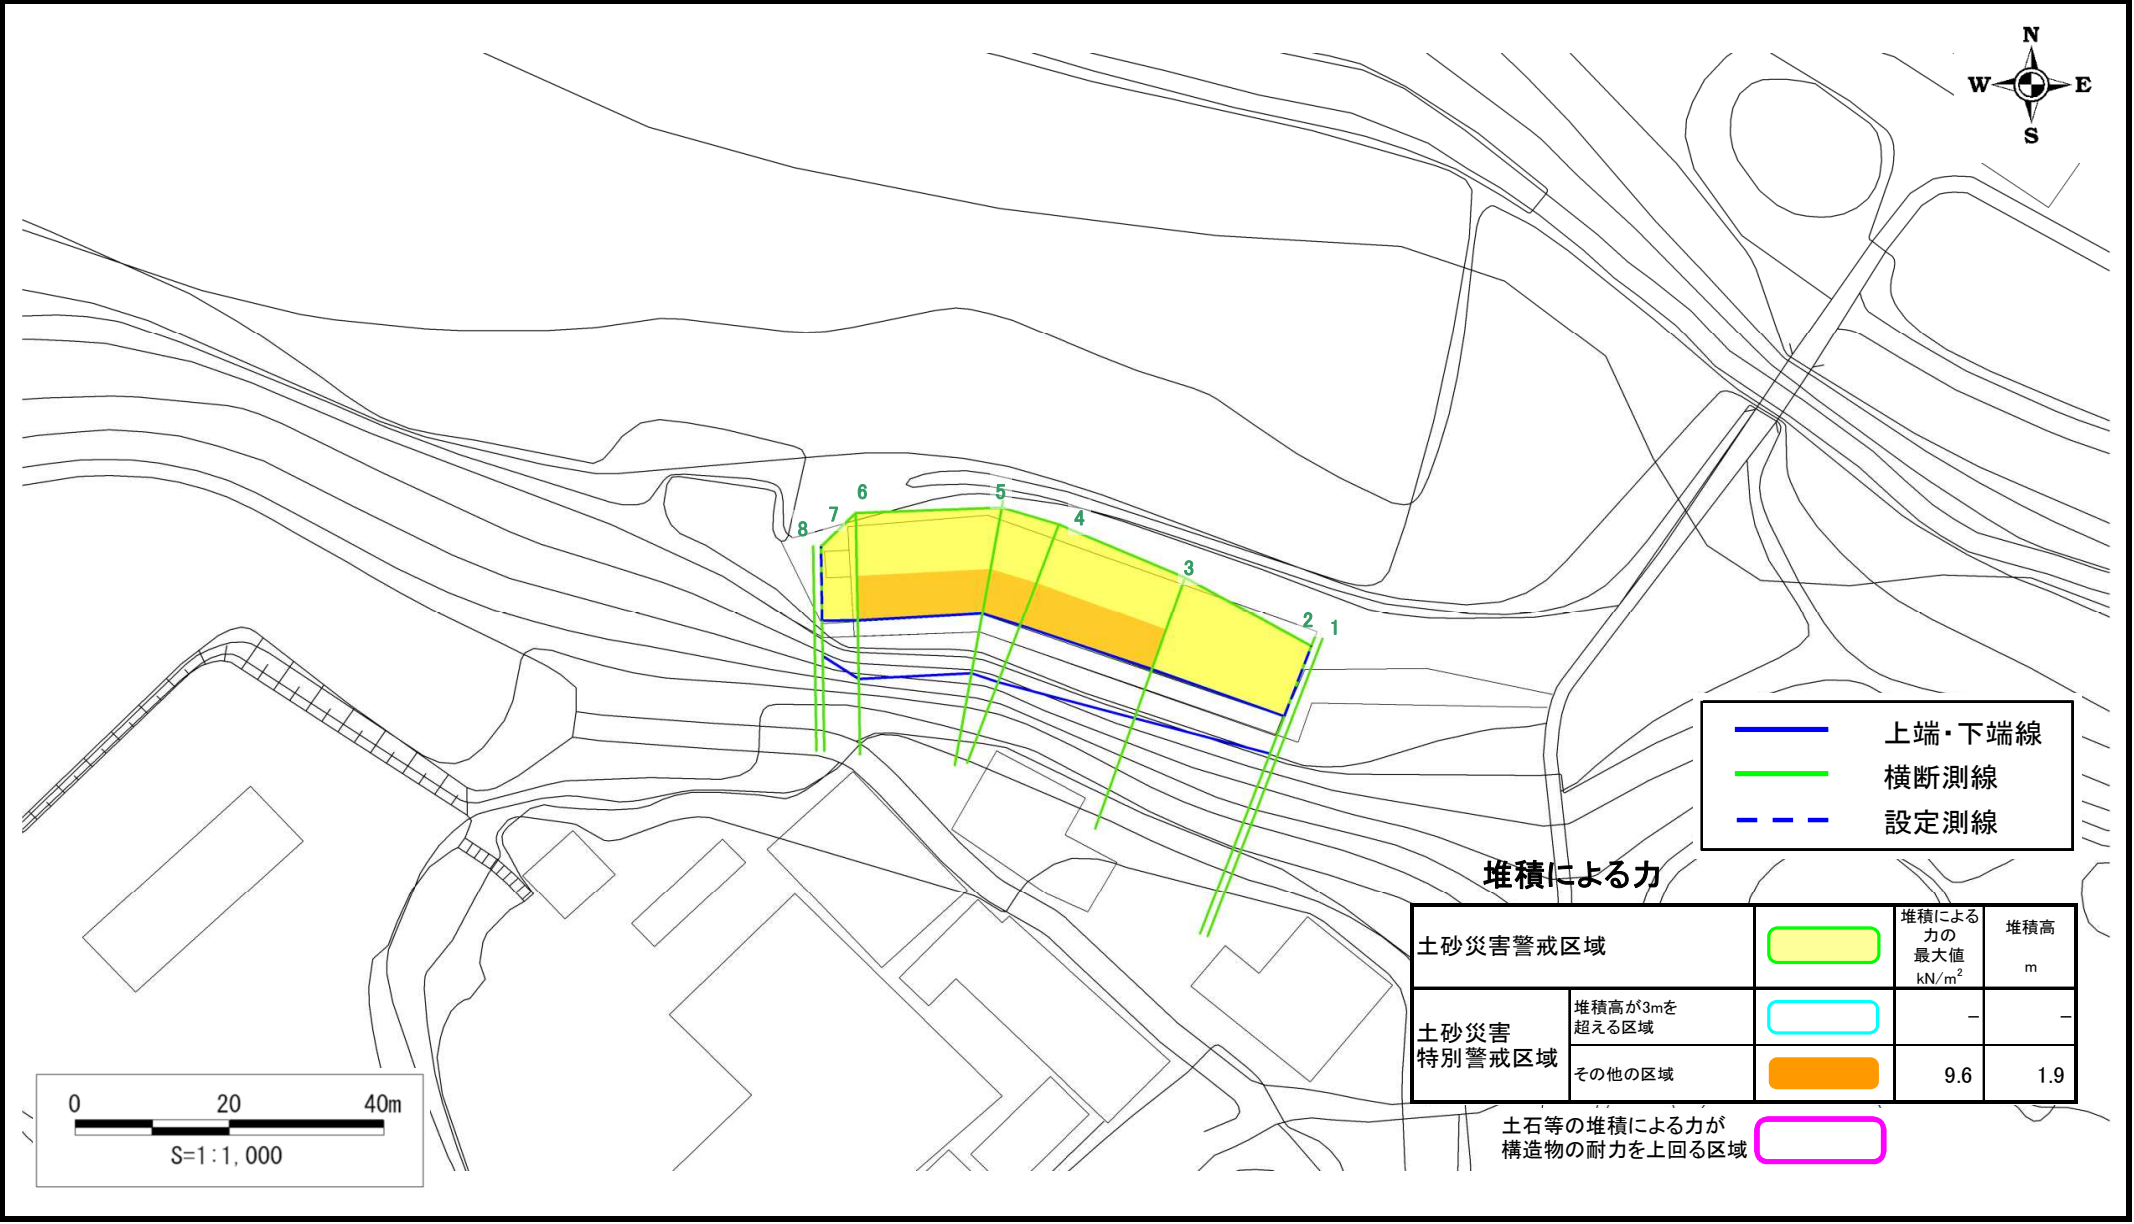 N
W E
S
6
5
7
4
8
3
2
1
上端・下端線
横断測線
設定測線
堆積による力
土砂災害警戒区域
堆積による
力の
最大値
kN/m²
堆積高
m
土砂災害
特別警戒区域
堆積高が3mを
超える区域
－
－
その他の区域
9.6
1.9
土石等の堆積による力が
構造物の耐力を上回る区域
0 20 40m
S=1:1,000